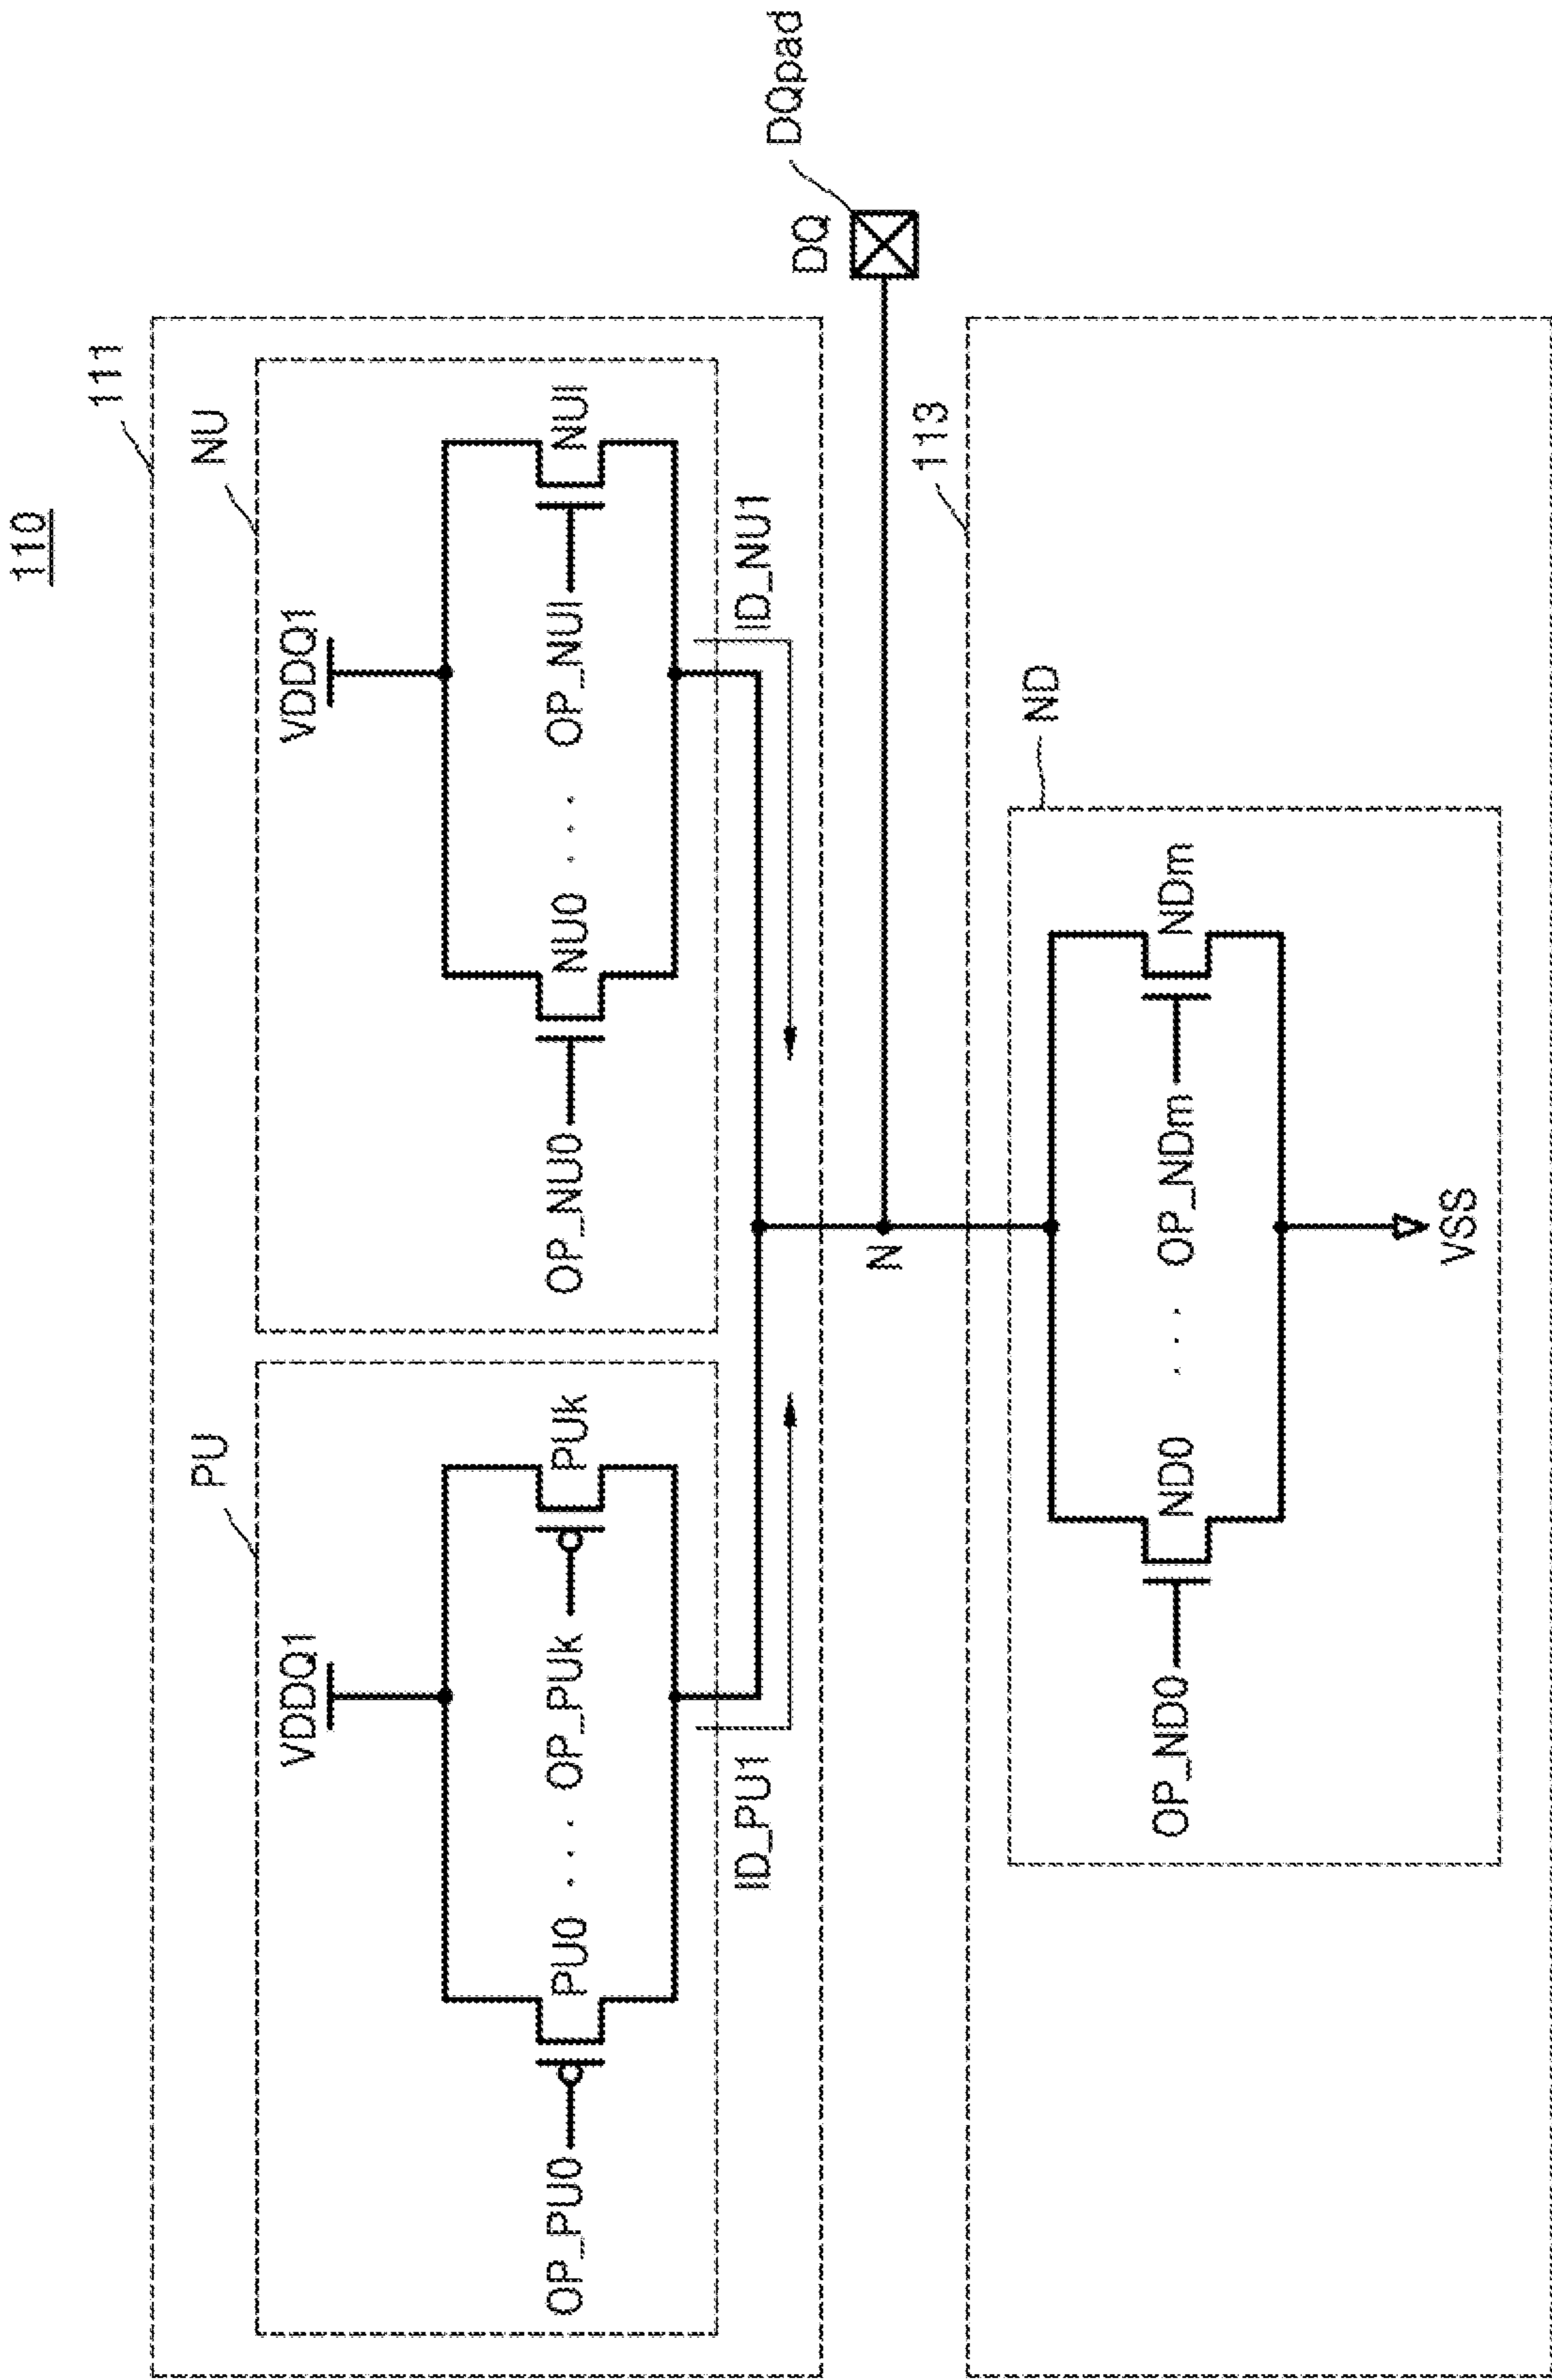 110
111
PU
NU
VDDQ1
VDDQ1
OP_PU0
PU0
. . .
OP_PUk
PUk
OP_NU0
NU0
. . .
OP_NUl
NUl
ID_PU1
ID_NU1
N
DQ
DQpad
113
ND
OP_ND0
ND0
. . .
OP_NDm
NDm
VSS